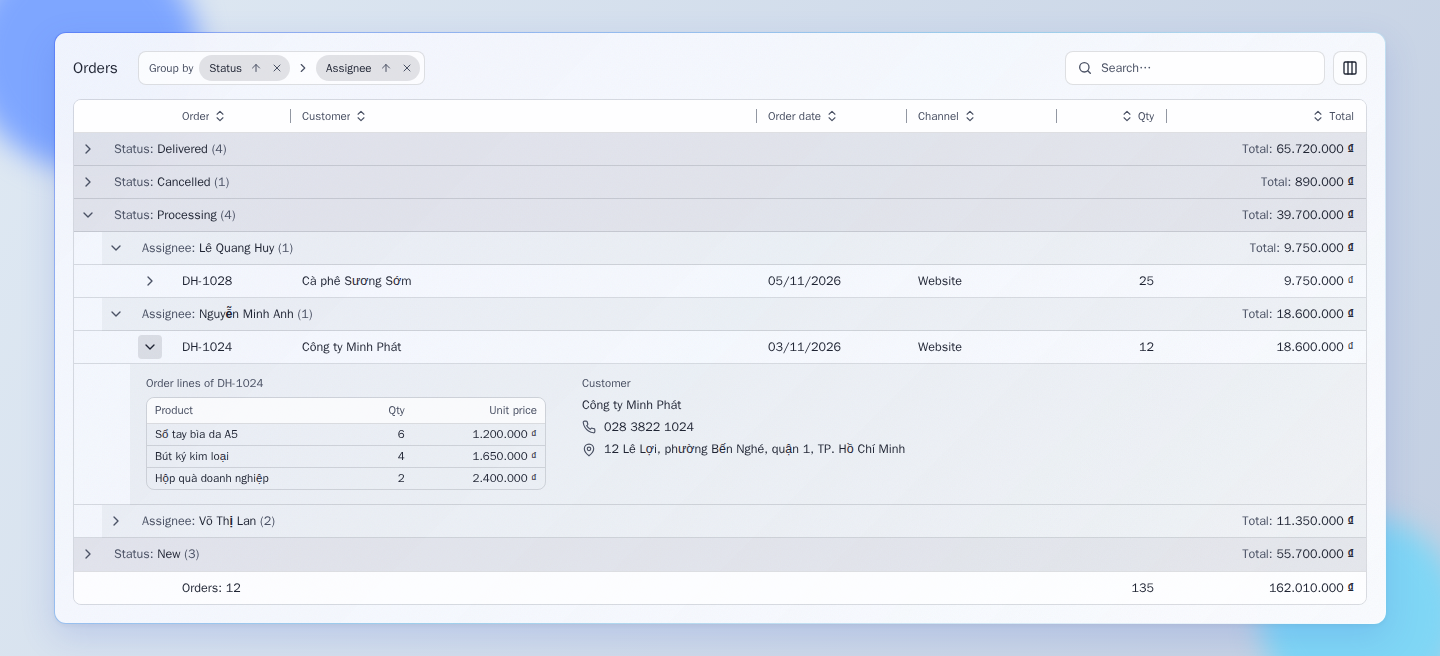 Orders Group by Status Assignee Search⋯
Order Customer Order date Channel Qty Total
Status: Delivered (4) Total: 65.720.000 ₫
Status: Cancelled (1) Total: 890.000 ₫
Status: Processing (4) Total: 39.700.000 ₫
Assignee: Lê Quang Huy (1) Total: 9.750.000 ₫
DH-1028 Cà phê Sương Sớm 05/11/2026 Website 25 9.750.000 ₫
Assignee: Nguyễn Minh Anh (1) Total: 18.600.000 ₫
DH-1024 Công ty Minh Phát 03/11/2026 Website 12 18.600.000 ₫
Order lines of DH-1024
Product Qty Unit price
Sổ tay bìa da A5 6 1.200.000 ₫
Bút ký kim loại 4 1.650.000 ₫
Hộp quà doanh nghiệp 2 2.400.000 ₫
Customer
Công ty Minh Phát
028 3822 1024
12 Lê Lợi, phường Bến Nghé, quận 1, TP. Hồ Chí Minh
Assignee: Võ Thị Lan (2) Total: 11.350.000 ₫
Status: New (3) Total: 55.700.000 ₫
Orders: 12 135 162.010.000 ₫